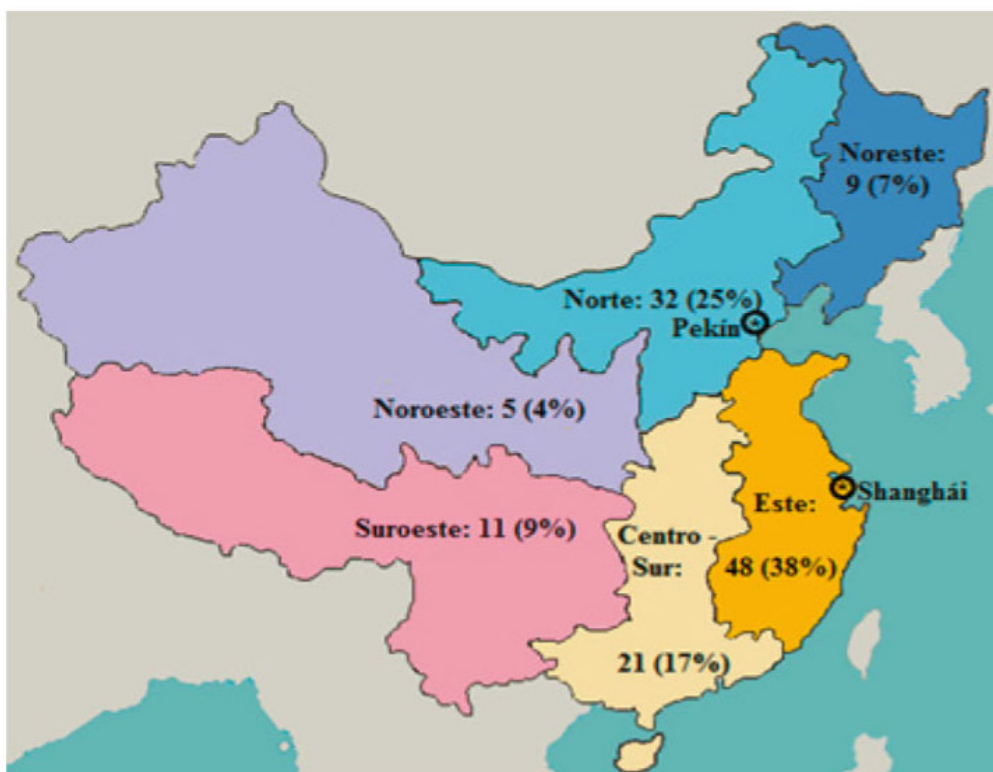 Noreste:
9 (7%)
Norte: 32 (25%)
Pekín
Noroeste: 5 (4%)
Shanghái
Este:
Suroeste: 11 (9%)
Centro -
Sur:
48 (38%)
21 (17%)